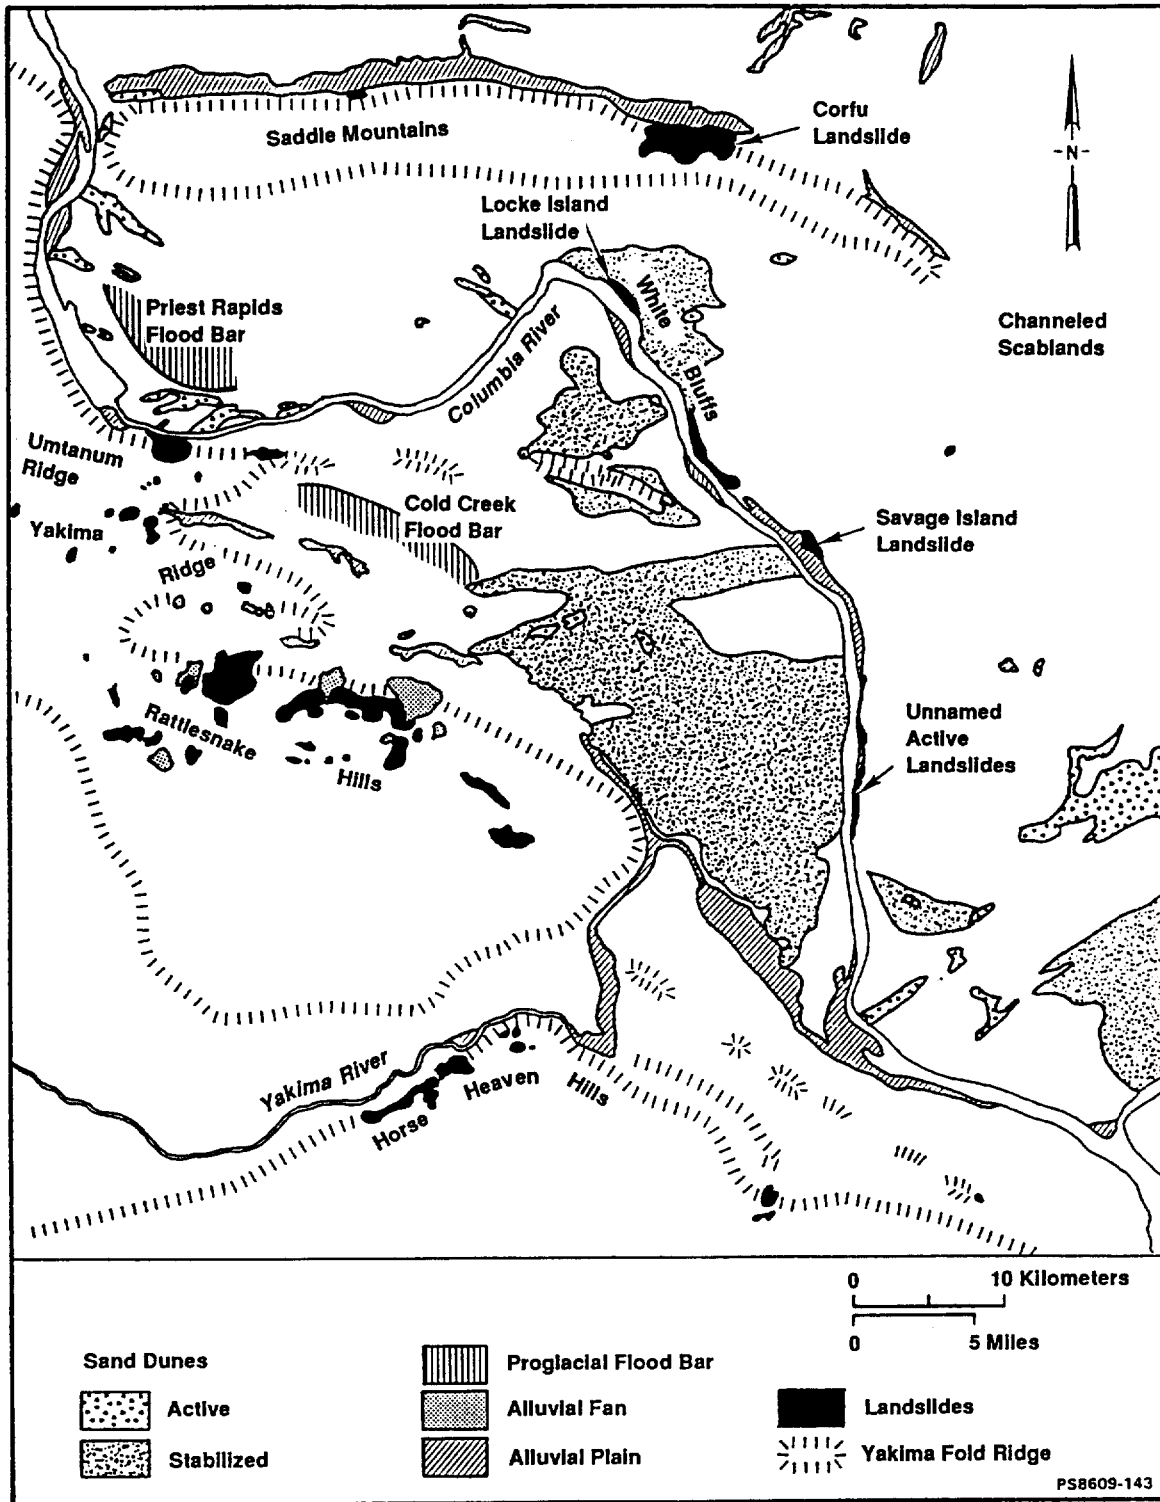 Corfu
Landslide
N
Saddle Mountains
Locke Island
Landslide
White
Bluffs
Priest Rapids
Flood Bar
Columbia River
Channeled
Scablands
Umtanum
Ridge
Cold Creek
Flood Bar
Yakima
Ridge
Savage Island
Landslide
Rattlesnake
Hills
Unnamed
Active
Landslides
Yakima River
Horse
Heaven
Hills
0 10 Kilometers
0 5 Miles
Sand Dunes
Active
Stabilized
Proglacial Flood Bar
Alluvial Fan
Alluvial Plain
Landslides
Yakima Fold Ridge
PS8609-143